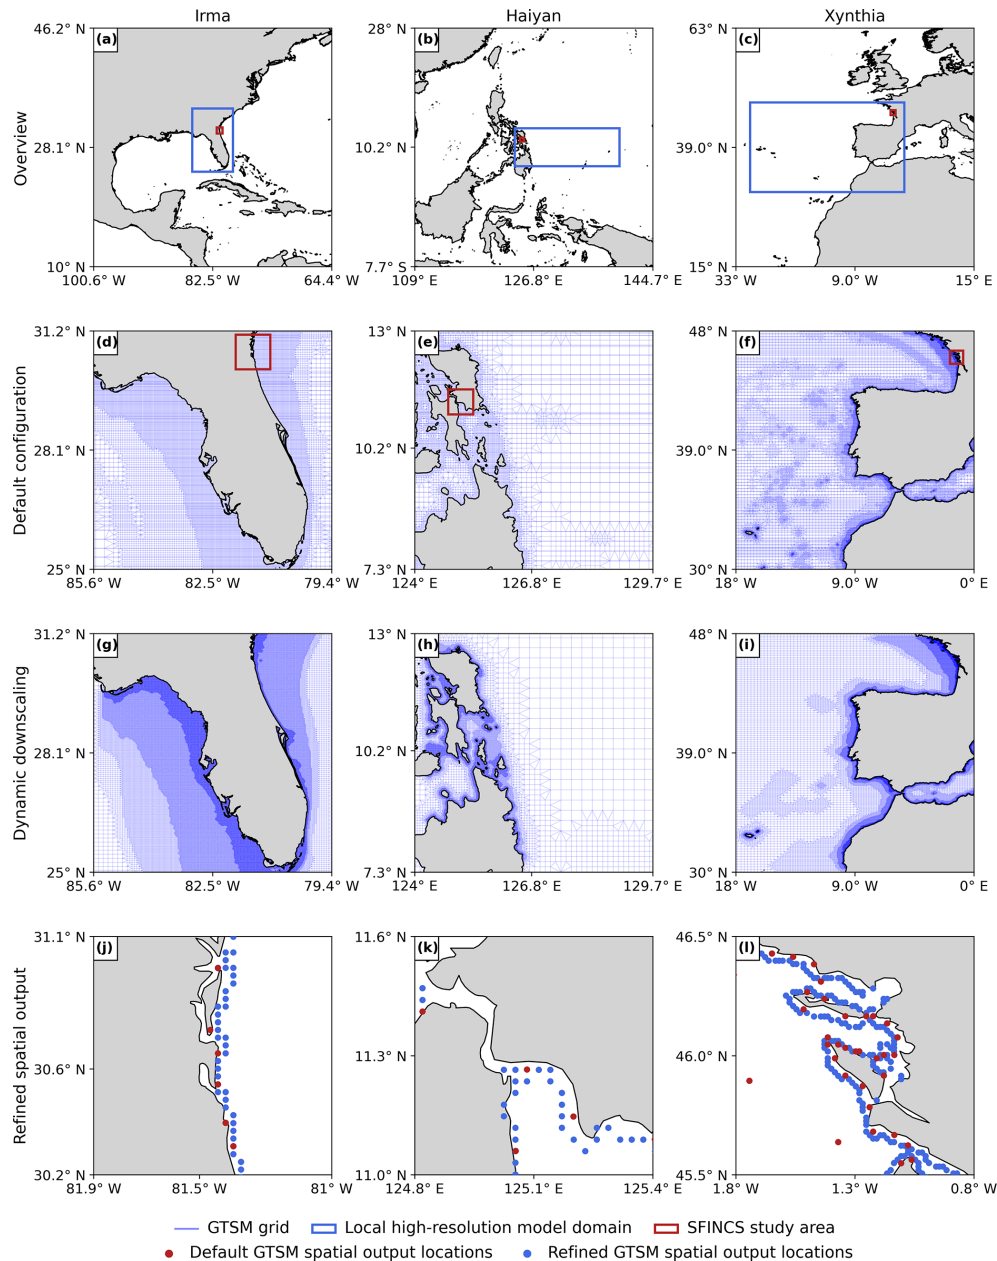 Irma
Haiyan
Xynthia
Overview
46.2° N
(a)
28.1° N
10° N
100.6° W
82.5° W
64.4° W
28° N
(b)
10.2° N
7.7° S
109° E
126.8° E
144.7° E
63° N
(c)
39.0° N
15° N
33° W
9.0° W
15° E
Default configuration
31.2° N
(d)
28.1° N
25° N
85.6° W
82.5° W
79.4° W
13° N
(e)
10.2° N
7.3° N
124° E
126.8° E
129.7° E
48° N
(f)
39.0° N
30° N
18° W
9.0° W
0° E
Dynamic downscaling
31.2° N
(g)
28.1° N
25° N
85.6° W
82.5° W
79.4° W
13° N
(h)
10.2° N
7.3° N
124° E
126.8° E
129.7° E
48° N
(i)
39.0° N
30° N
18° W
9.0° W
0° E
Refined spatial output
31.1° N
(j)
30.6° N
30.2° N
81.9° W
81.5° W
81° W
11.6° N
(k)
11.3° N
11.0° N
124.8° E
125.1° E
125.4° E
46.5° N
(l)
46.0° N
45.5° N
1.8° W
1.3° W
0.8° W
GTSM grid
Local high-resolution model domain
SFINCS study area
Default GTSM spatial output locations
Refined GTSM spatial output locations